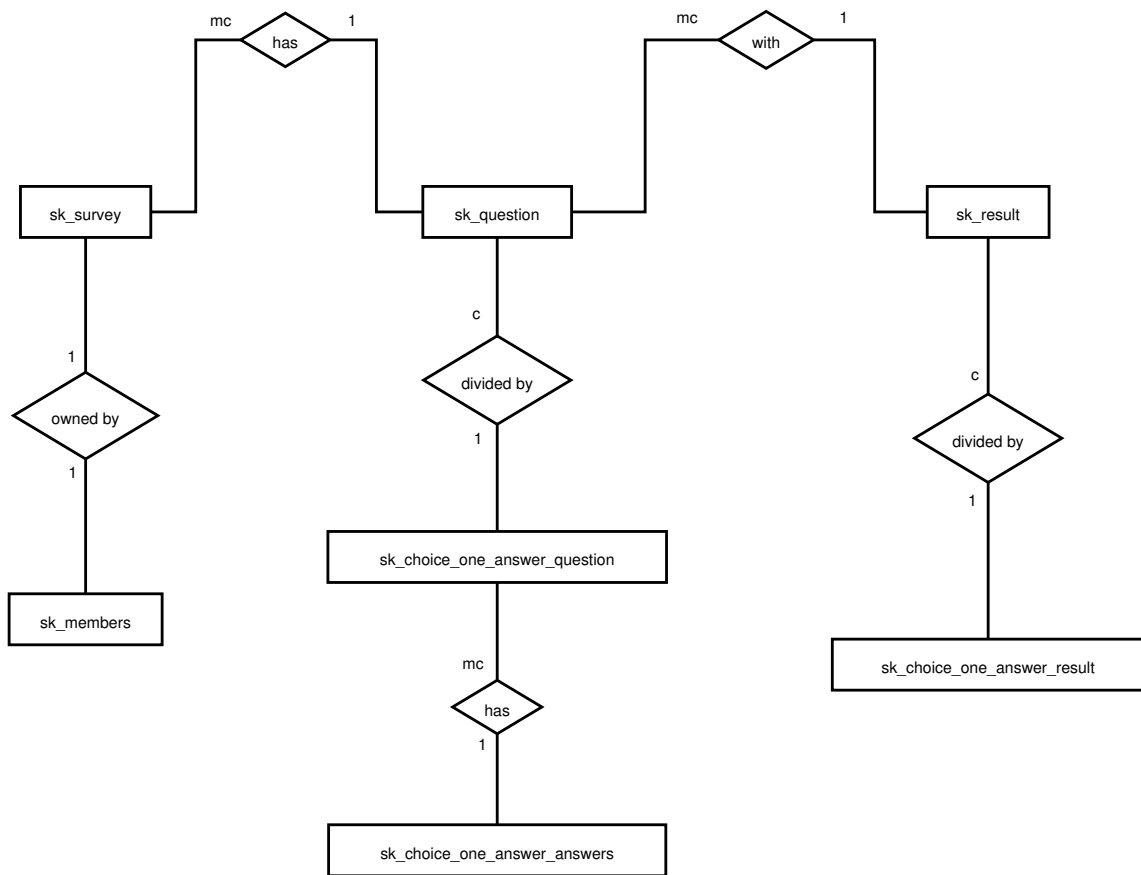 mc
1
mc
1
has
with
sk_survey
sk_question
sk_result
c
1
c
divided by
owned by
1
divided by
1
1
sk_choice_one_answer_question
sk_members
mc
sk_choice_one_answer_result
has
1
sk_choice_one_answer_answers